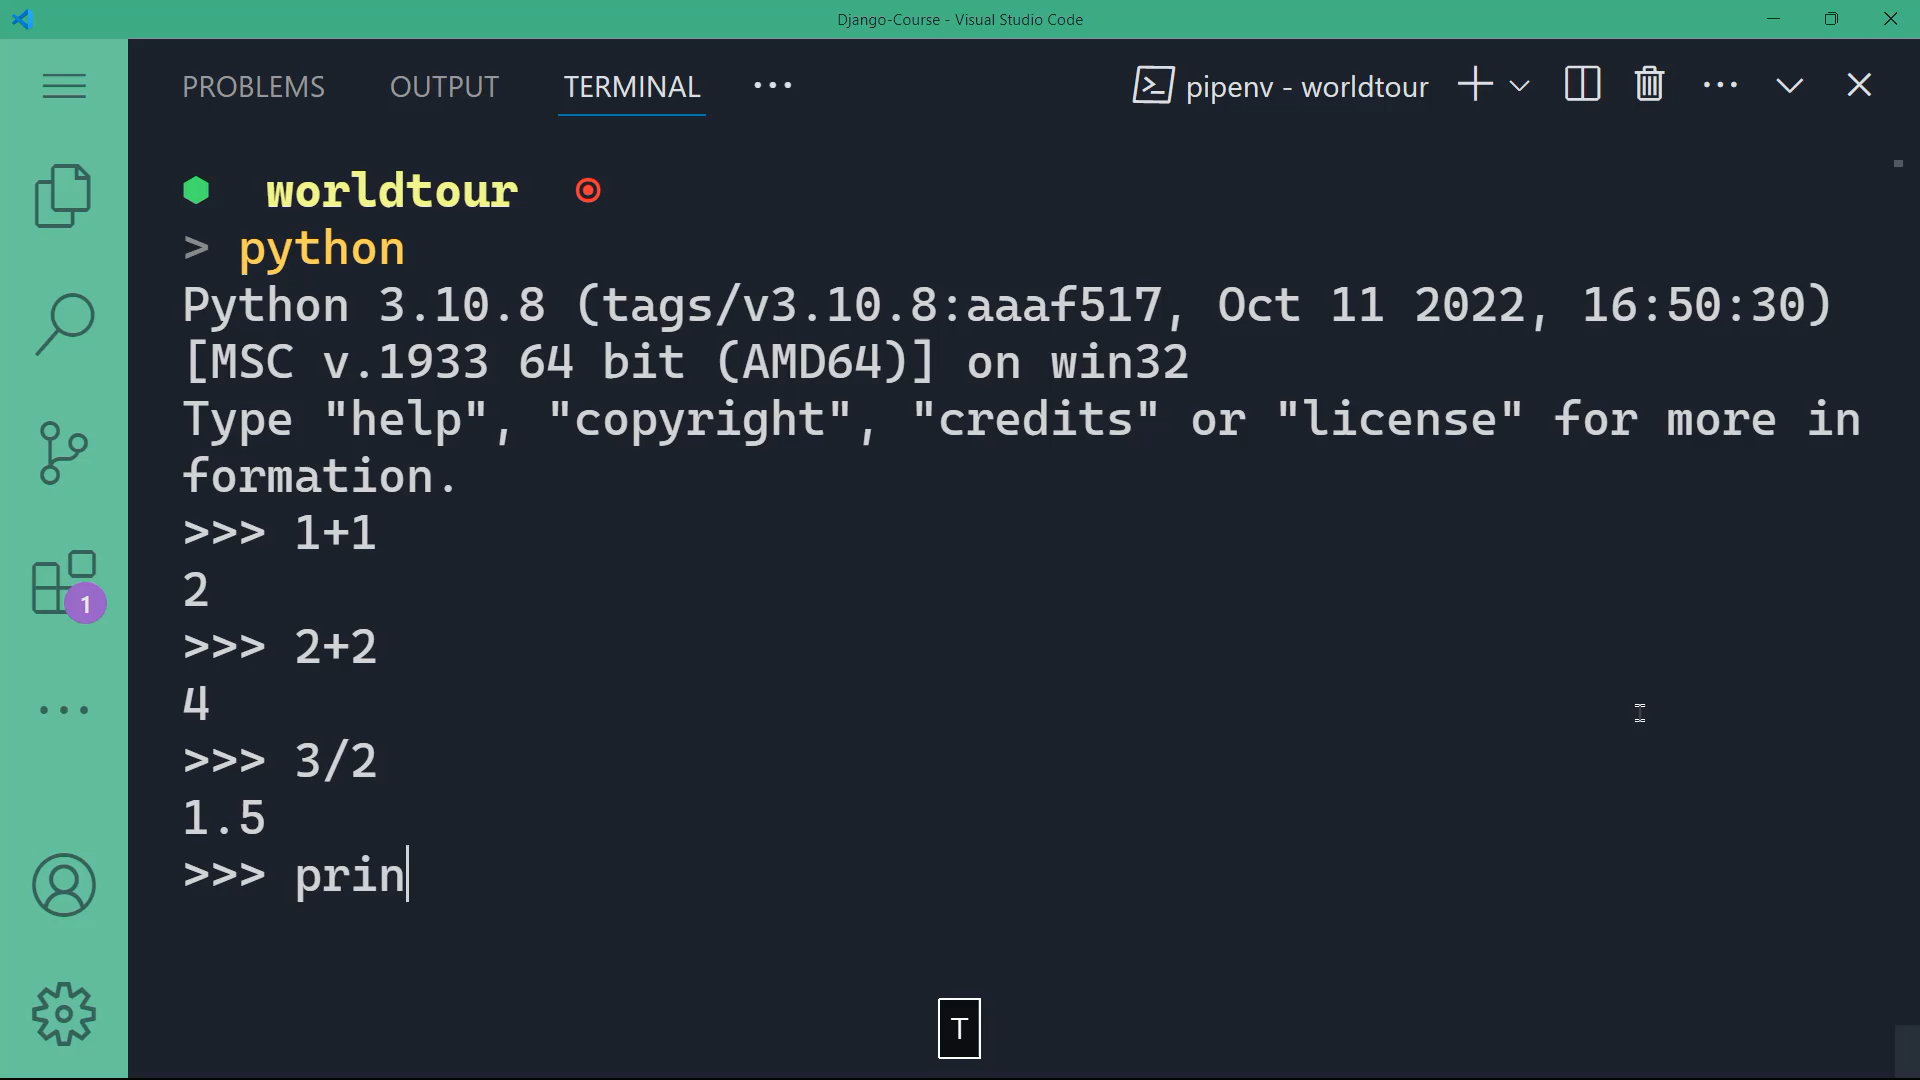 Django-Course - Visual Studio Code
PROBLEMS OUTPUT TERMINAL ... pipenv - worldtour
worldtour
> python
Python 3.10.8 (tags/v3.10.8:aaaf517, Oct 11 2022, 16:50:30)
[MSC v.1933 64 bit (AMD64)] on win32
Type "help", "copyright", "credits" or "license" for more in
formation.
>>> 1+1
2
>>> 2+2
4
>>> 3/2
1.5
>>> prin
1
T